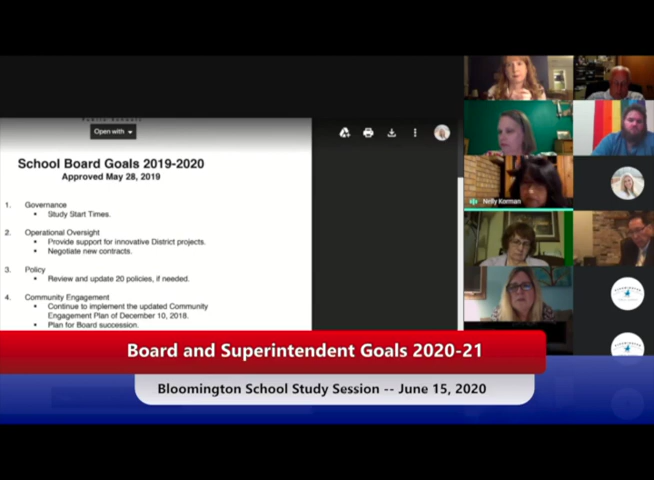 Public Schools
Open with
School Board Goals 2019-2020
Approved May 28, 2019
1. Governance
• Study Start Times.
2. Operational Oversight
• Provide support for innovative District projects.
• Negotiate new contracts.
3. Policy
• Review and update 20 policies, if needed.
4. Community Engagement
• Continue to implement the updated Community
Engagement Plan of December 10, 2018.
• Plan for Board succession.
Nelly Korman
Board and Superintendent Goals 2020-21
Bloomington School Study Session -- June 15, 2020